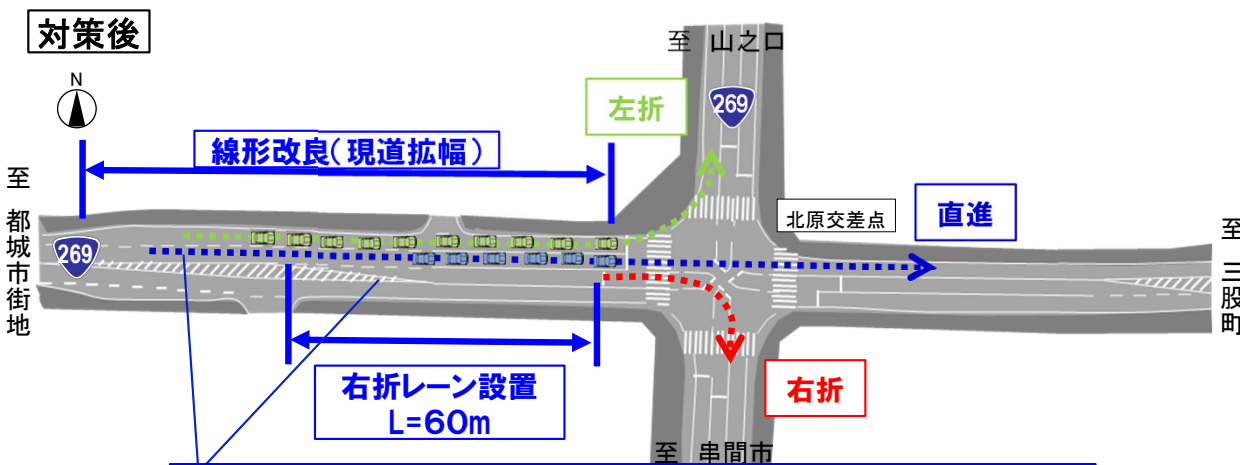 対策後
N
至 山之口
269
左折
線形改良(現道拡幅)
至 都城市街地
269
北原交差点
直進
至 三股町
右折レーン設置
L=60m
右折
至 串間市